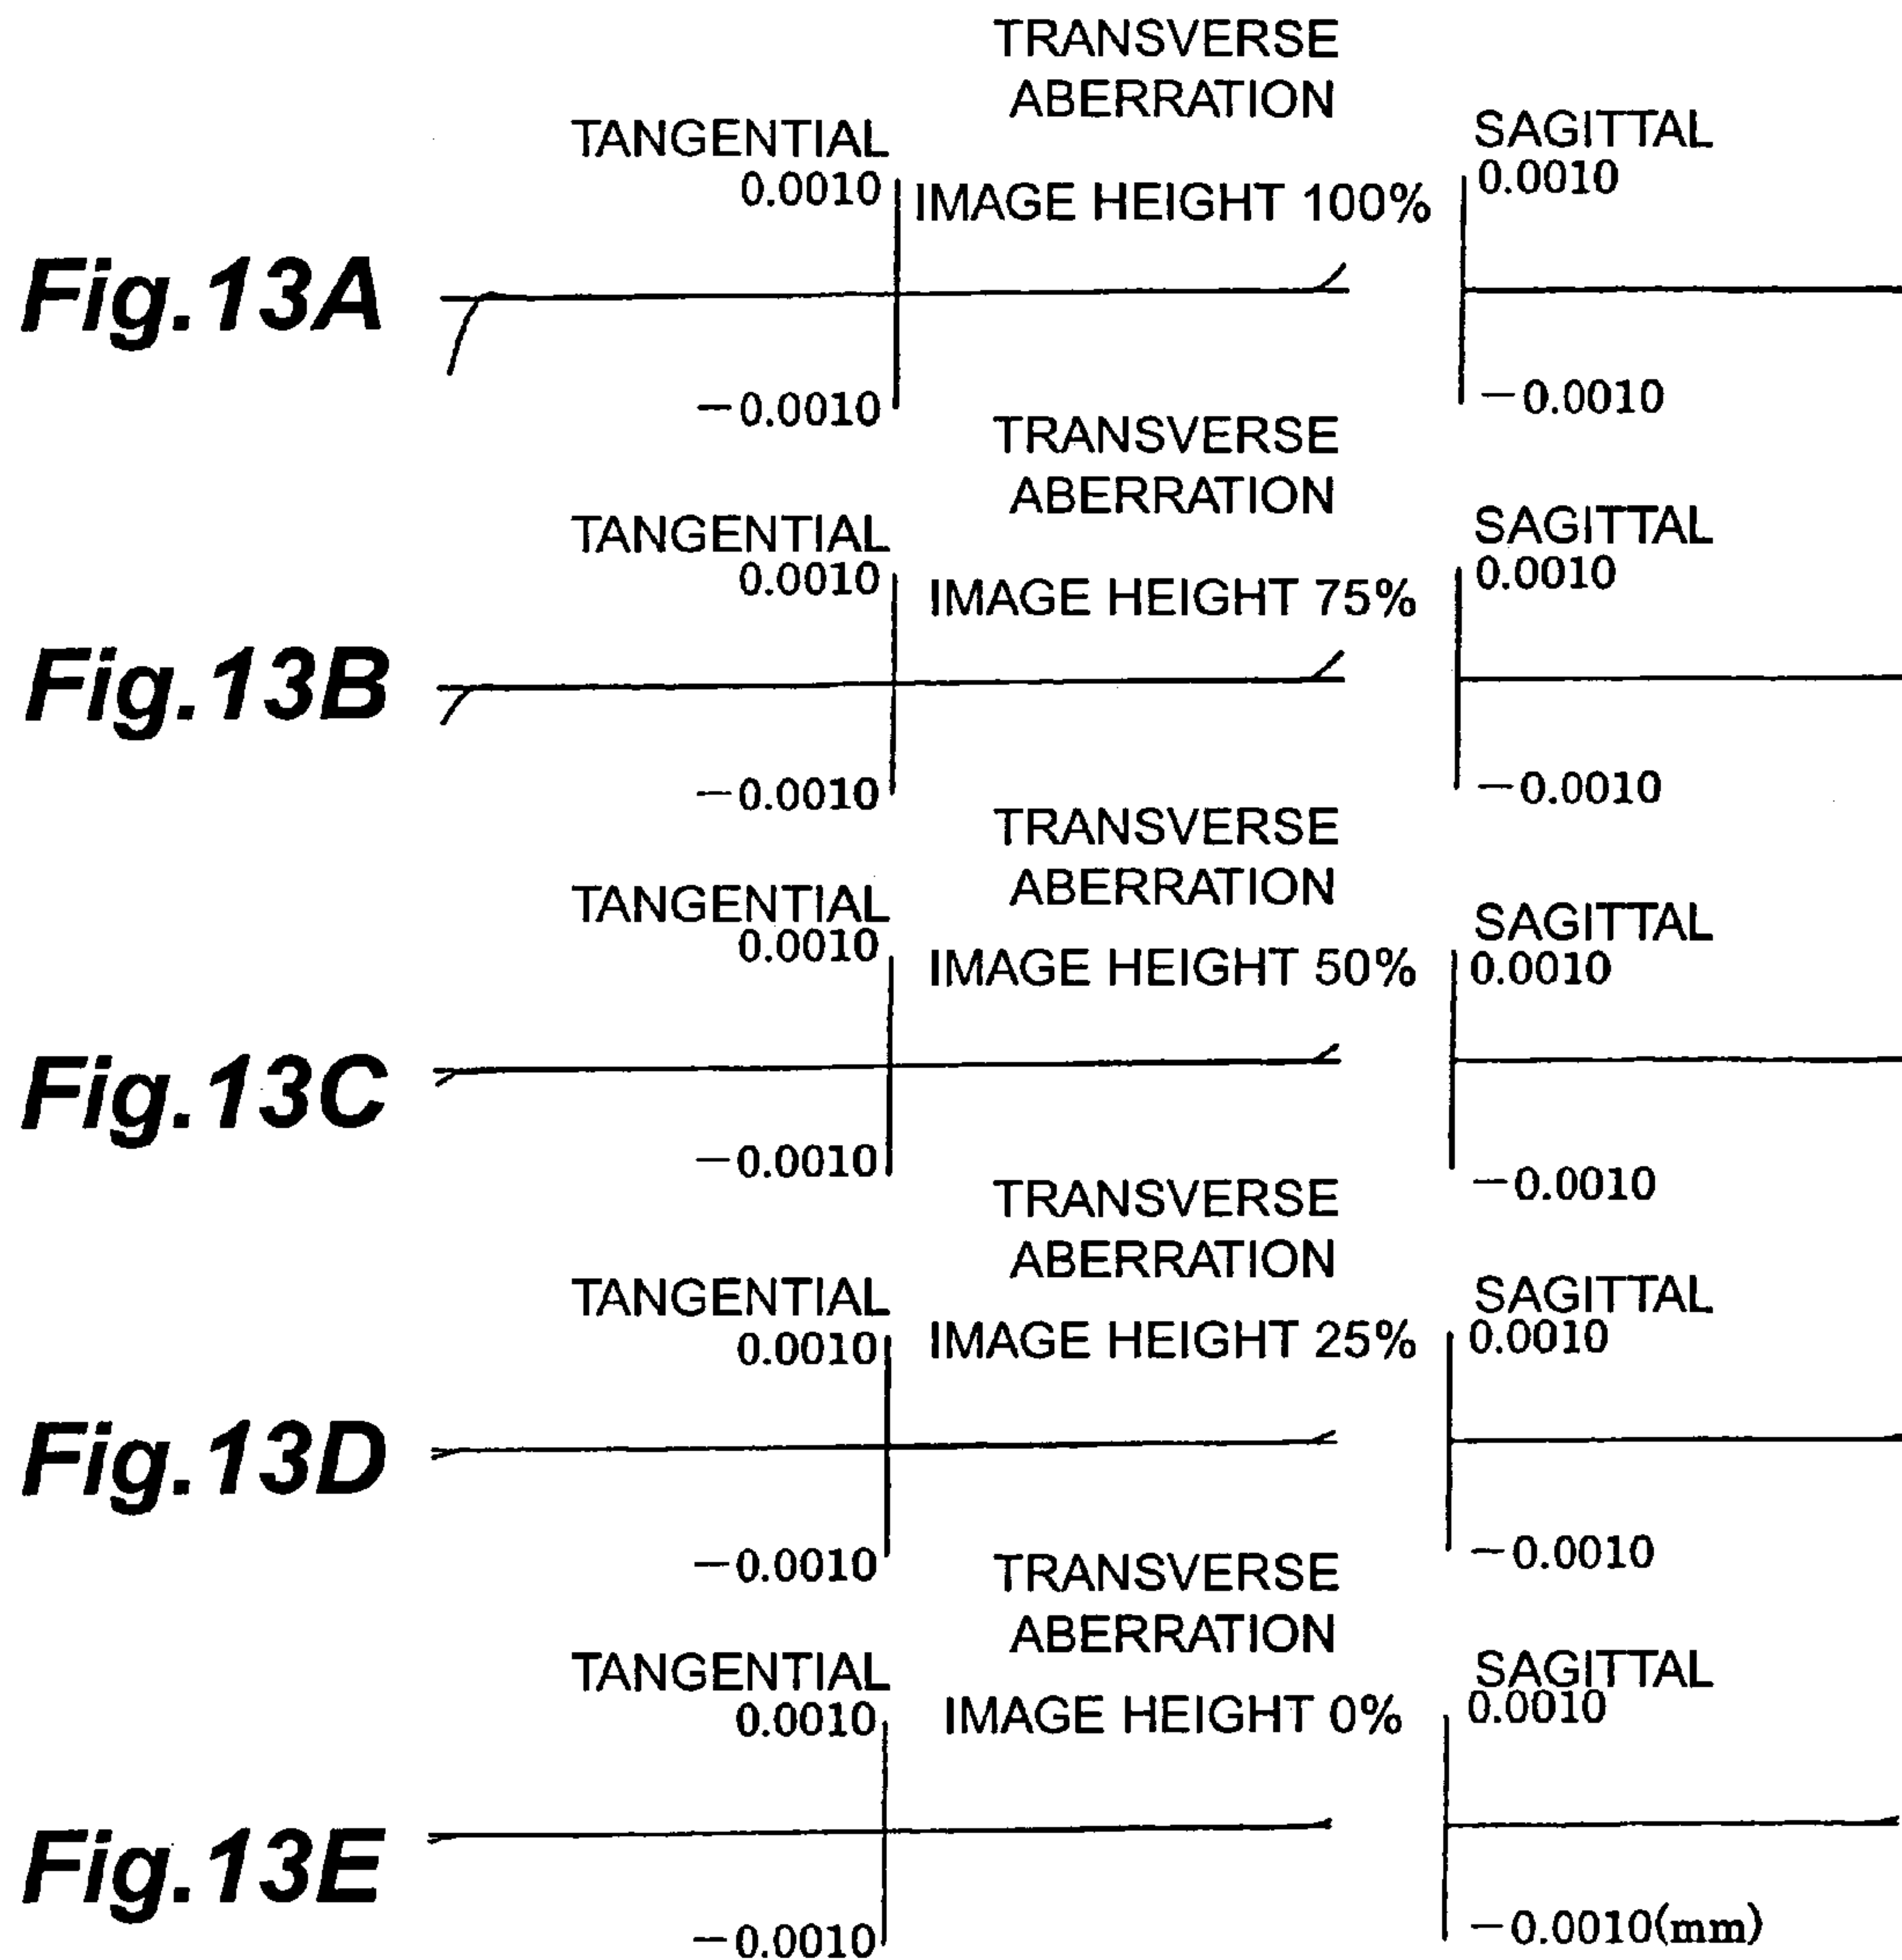 TRANSVERSE
ABERRATION
TANGENTIAL
SAGITTAL
0.0010
IMAGE HEIGHT 100%
0.0010
Fig.13A
−0.0010
−0.0010
TRANSVERSE
ABERRATION
TANGENTIAL
SAGITTAL
0.0010
IMAGE HEIGHT 75%
0.0010
Fig.13B
−0.0010
−0.0010
TRANSVERSE
ABERRATION
TANGENTIAL
SAGITTAL
0.0010
IMAGE HEIGHT 50%
0.0010
Fig.13C
−0.0010
−0.0010
TRANSVERSE
ABERRATION
TANGENTIAL
SAGITTAL
0.0010
IMAGE HEIGHT 25%
0.0010
Fig.13D
−0.0010
−0.0010
TRANSVERSE
ABERRATION
TANGENTIAL
SAGITTAL
0.0010
IMAGE HEIGHT 0%
0.0010
Fig.13E
−0.0010
−0.0010(mm)